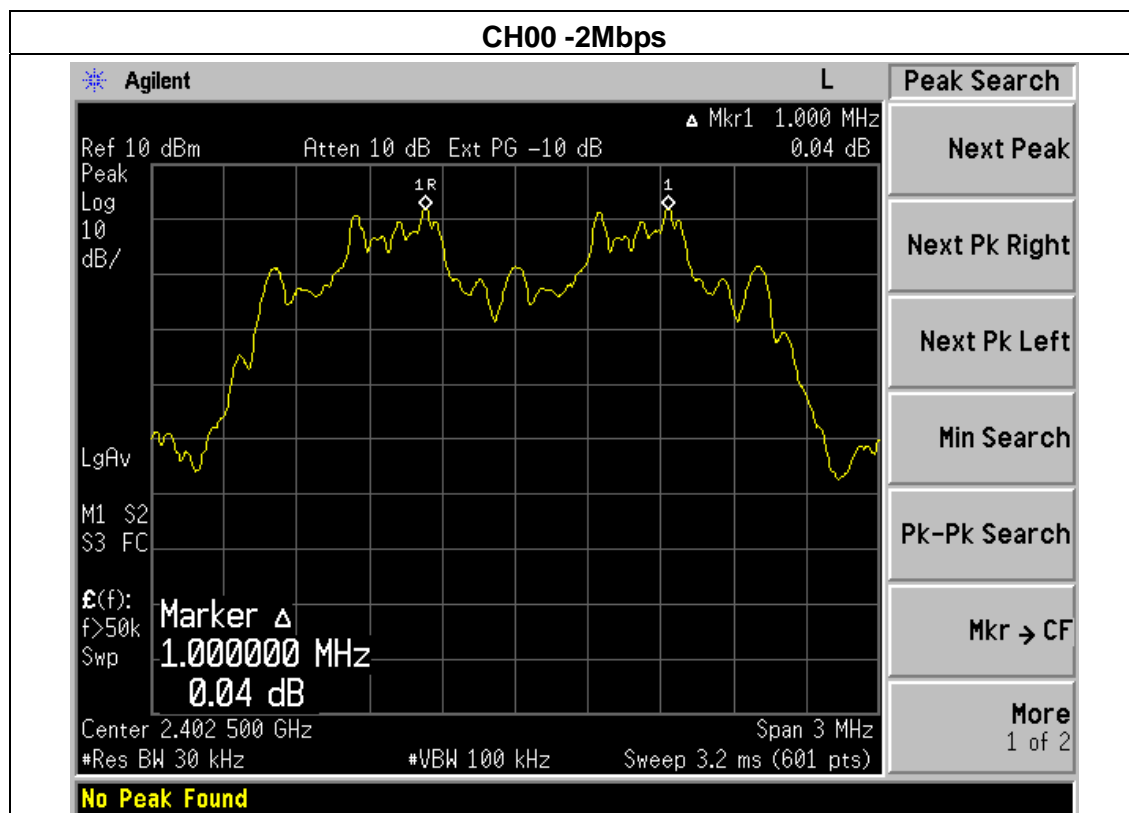 CH00 -2Mbps
Agilent L Peak Search
Δ Mkr1 1.000 MHz
Ref 10 dBm Atten 10 dB Ext PG -10 dB 0.04 dB
Peak
Log
10
dB/
1R 1
LgAv
M1 S2
S3 FC
£(f):
f>50k
Swp
Marker Δ
1.000000 MHz
0.04 dB
Center 2.402 500 GHz Span 3 MHz
#Res BW 30 kHz #VBW 100 kHz Sweep 3.2 ms (601 pts)
No Peak Found
Next Peak
Next Pk Right
Next Pk Left
Min Search
Pk-Pk Search
Mkr → CF
More
1 of 2